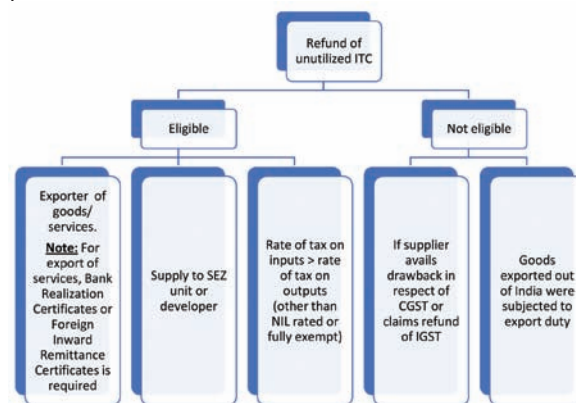 Refund of
unutilized ITC
Eligible
Not eligible
Exporter of
goods/
services.
Note: For
export of
services, Bank
Realization
Certificates or
Foreign
Inward
Remittance
Certificates is
required
Supply to SEZ
unit or
developer
Rate of tax on
inputs > rate
of tax on
outputs
(other than
NIL rated or
fully exempt)
If supplier
avails
drawback in
respect of
CGST or
claims refund
of IGST
Goods
exported out
of India were
subjected to
export duty